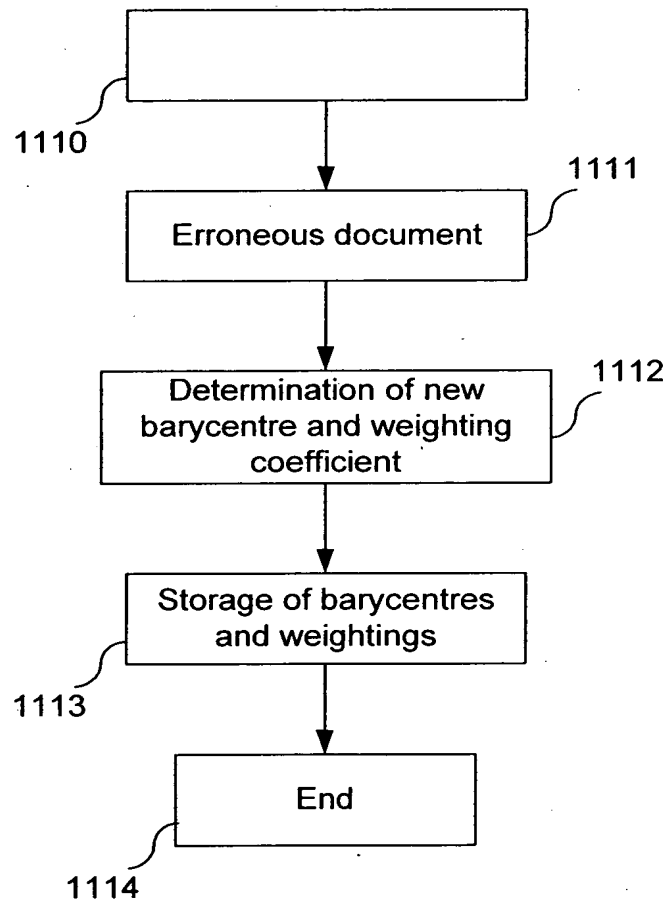 1110
1111
Erroneous document
1112
Determination of new
barycentre and weighting
coefficient
Storage of barycentres
and weightings
1113
End
1114